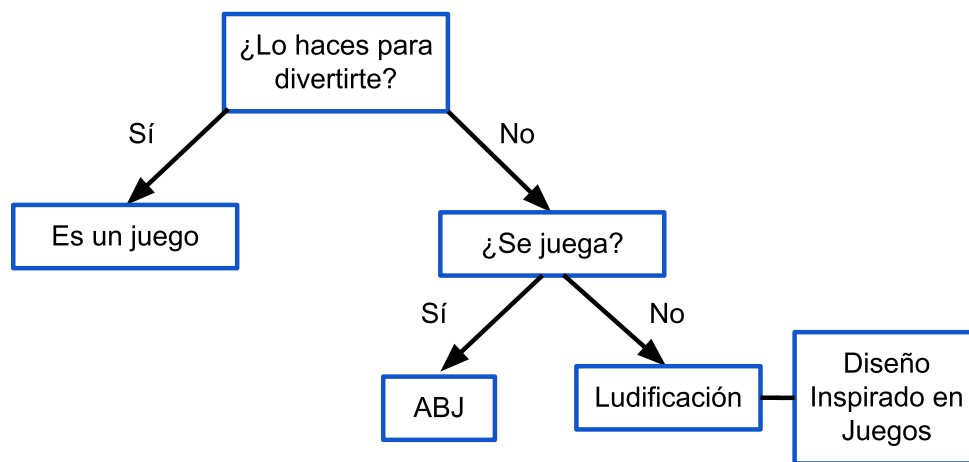 ¿Lo haces para
divertirte?
Sí
No
Es un juego
¿Se juega?
Sí
No
ABJ
Ludificación
Diseño
Inspirado en
Juegos